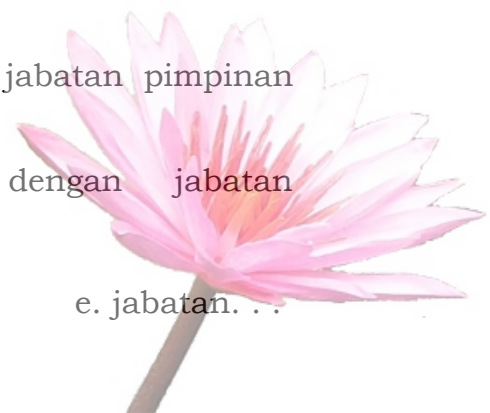 jabatan pimpinan
dengan jabatan
e. jabatan. . .